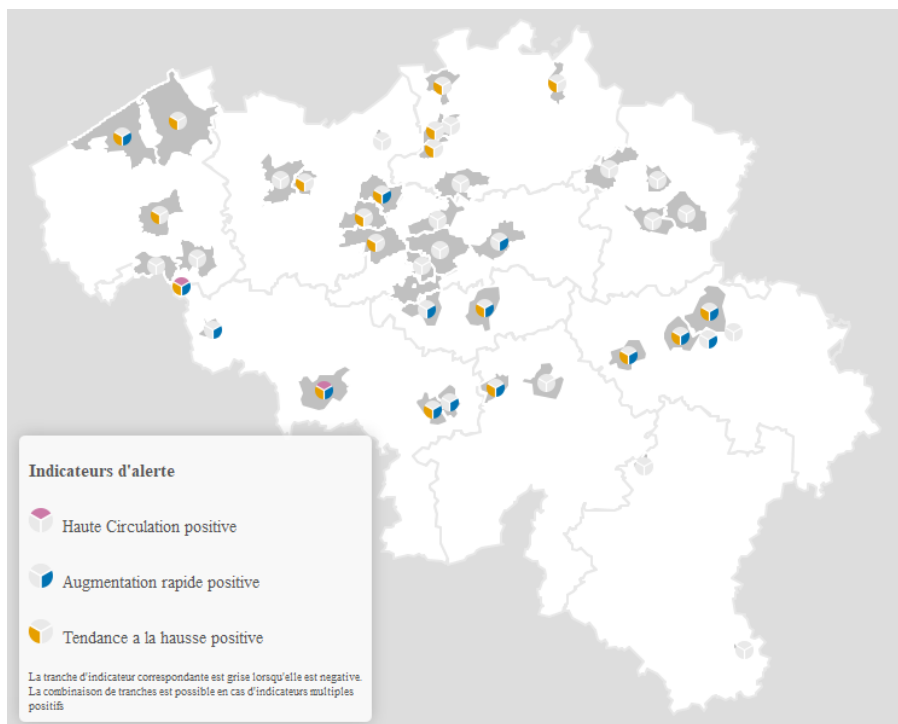 Indicateurs d'alerte
Haute Circulation positive
Augmentation rapide positive
Tendance a la hausse positive
La tranche d'indicateur correspondante est grise lorsqu'elle est negative.
La combinaison de tranches est possible en cas d'indicateurs multiples
positifs